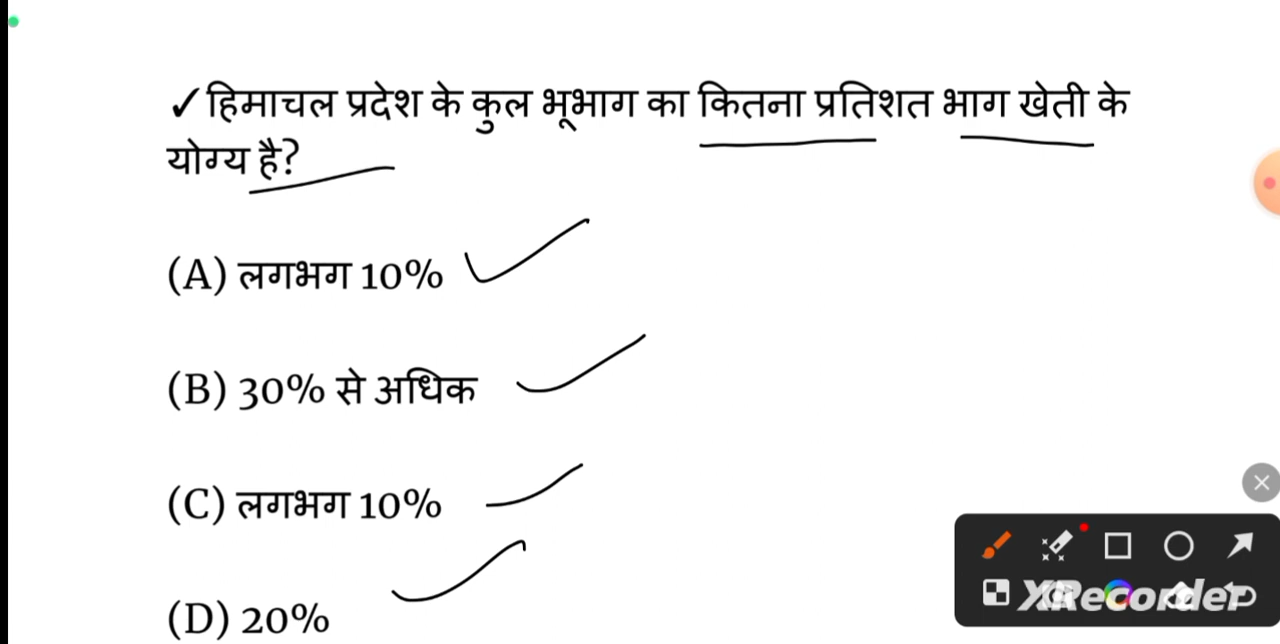 ✓हिमाचल प्रदेश के कुल भूभाग का कितना प्रतिशत भाग खेती के
योग्य है?
(A) लगभग 10%
(B) 30% से अधिक
(C) लगभग 10%
(D) 20%
XRecorder